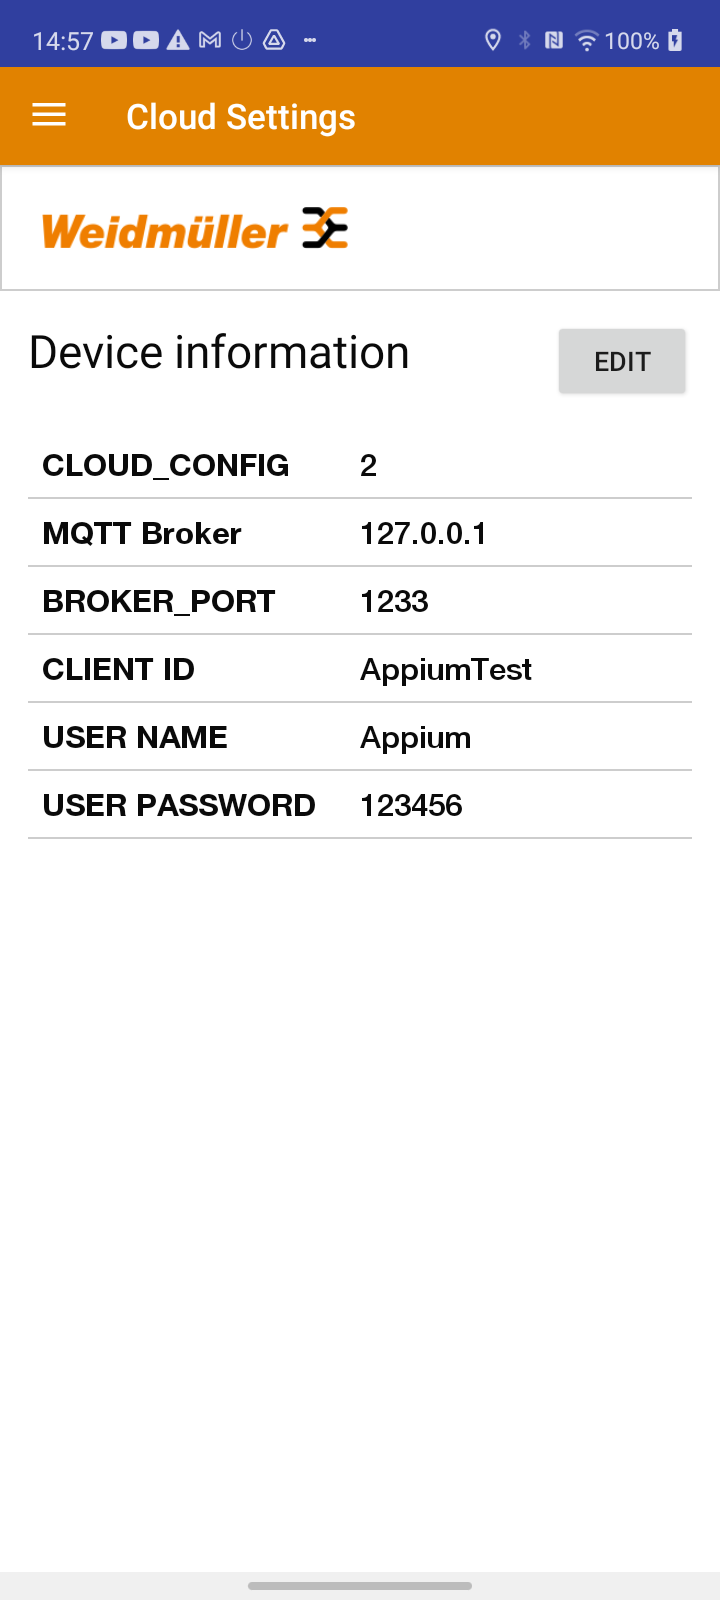 14:57 100%
Cloud Settings
Weidmüller
Device information
EDIT
CLOUD_CONFIG 2
MQTT Broker 127.0.0.1
BROKER_PORT 1233
CLIENT ID AppiumTest
USER NAME Appium
USER PASSWORD 123456